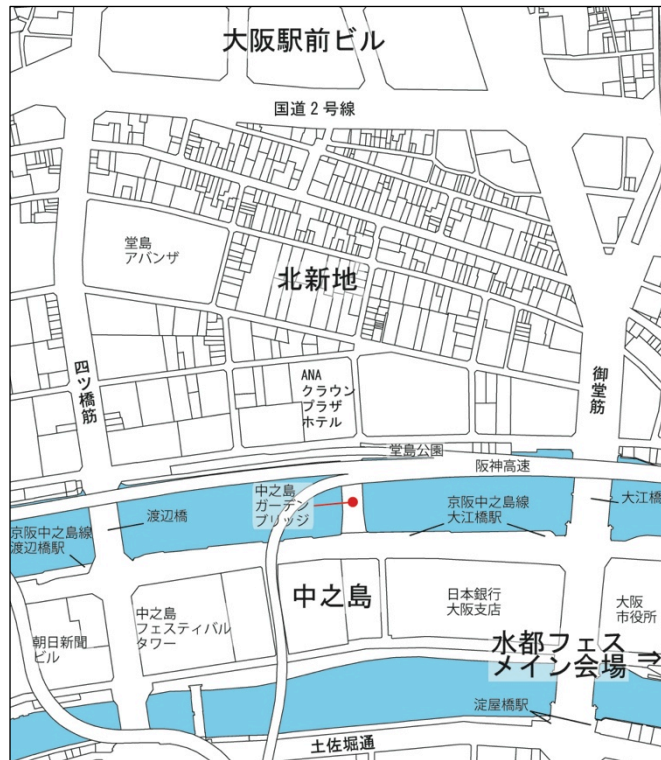 大阪駅前ビル
国道2号線
堂島
アバンザ
北新地
四ツ橋筋
ANA
クラウン
プラザ
ホテル
御堂筋
堂島公園
阪神高速
中之島
ガーデン
ブリッジ
渡辺橋
京阪中之島線
大江橋駅
大江橋
京阪中之島線
渡辺橋駅
中之島
日本銀行
大阪支店
大阪
市役所
中之島
フェスティバル
タワー
朝日新聞
ビル
水都フェス
メイン会場 ⇒
淀屋橋駅
土佐堀通